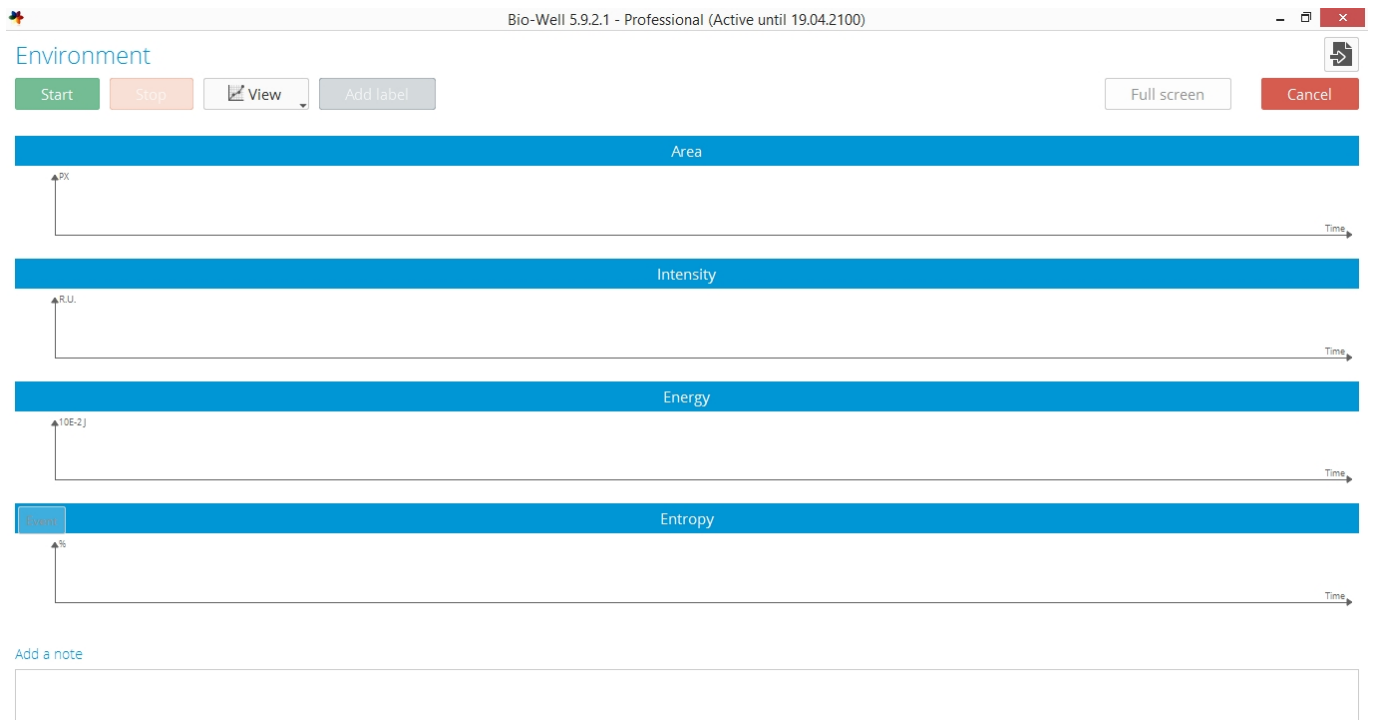 Bio-Well 5.9.2.1 - Professional (Active until 19.04.2100)
Environment
Start Stop View Add label Full screen Cancel
Area
PX
Time
Intensity
R.U.
Time
Energy
10E-2 J
Time
Event Entropy
%
Time
Add a note